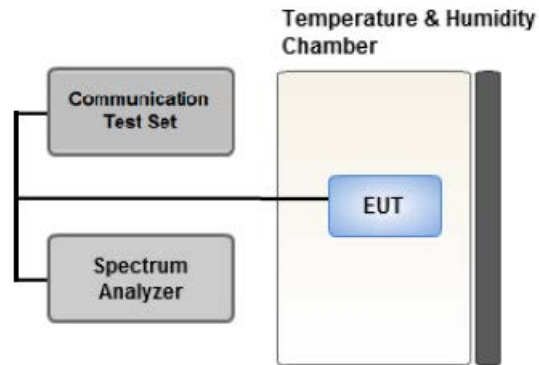 Temperature & Humidity
Chamber
Communication
Test Set
EUT
Spectrum
Analyzer